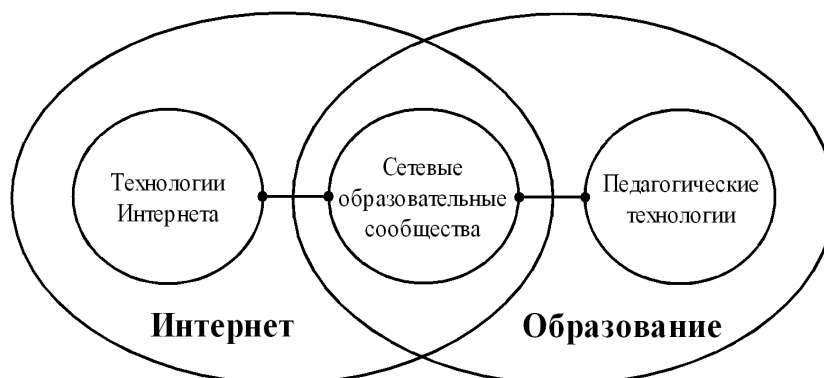 Технологии
Интернета
Сетевые
образовательные
сообщества
Педагогические
технологии
Интернет
Образование